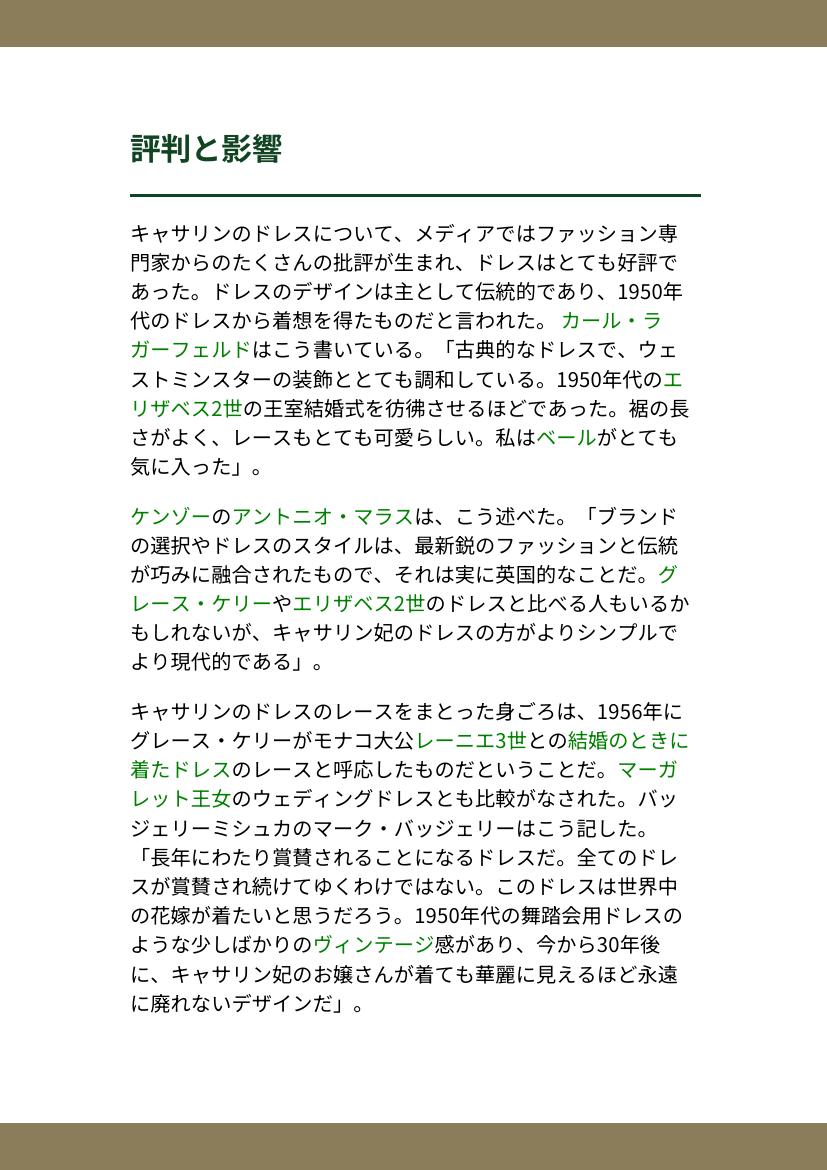 評判と影響
キャサリンのドレスについて、メディアではファッション専
門家からのたくさんの批評が生まれ、ドレスはとても好評で
あった。ドレスのデザインは主として伝統的であり、1950年
代のドレスから着想を得たものだと言われた。 カール・ラ
ガーフェルドはこう書いている。「古典的なドレスで、ウェ
ストミンスターの装飾ととても調和している。1950年代のエ
リザベス2世の王室結婚式を彷彿させるほどであった。裾の長
さがよく、レースもとても可愛らしい。私はベールがとても
気に入った」。
ケンゾーのアントニオ・マラスは、こう述べた。「ブランド
の選択やドレスのスタイルは、最新鋭のファッションと伝統
が巧みに融合されたもので、それは実に英国的なことだ。グ
レース・ケリーやエリザベス2世のドレスと比べる人もいるか
もしれないが、キャサリン妃のドレスの方がよりシンプルで
より現代的である」。
キャサリンのドレスのレースをまとった身ごろは、1956年に
グレース・ケリーがモナコ大公レーニエ3世との結婚のときに
着たドレスのレースと呼応したものだということだ。マーガ
レット王女のウェディングドレスとも比較がなされた。バッ
ジェリーミシュカのマーク・バッジェリーはこう記した。
「長年にわたり賞賛されることになるドレスだ。全てのドレ
スが賞賛され続けてゆくわけではない。このドレスは世界中
の花嫁が着たいと思うだろう。1950年代の舞踏会用ドレスの
ような少しばかりのヴィンテージ感があり、今から30年後
に、キャサリン妃のお嬢さんが着ても華麗に見えるほど永遠
に廃れないデザインだ」。